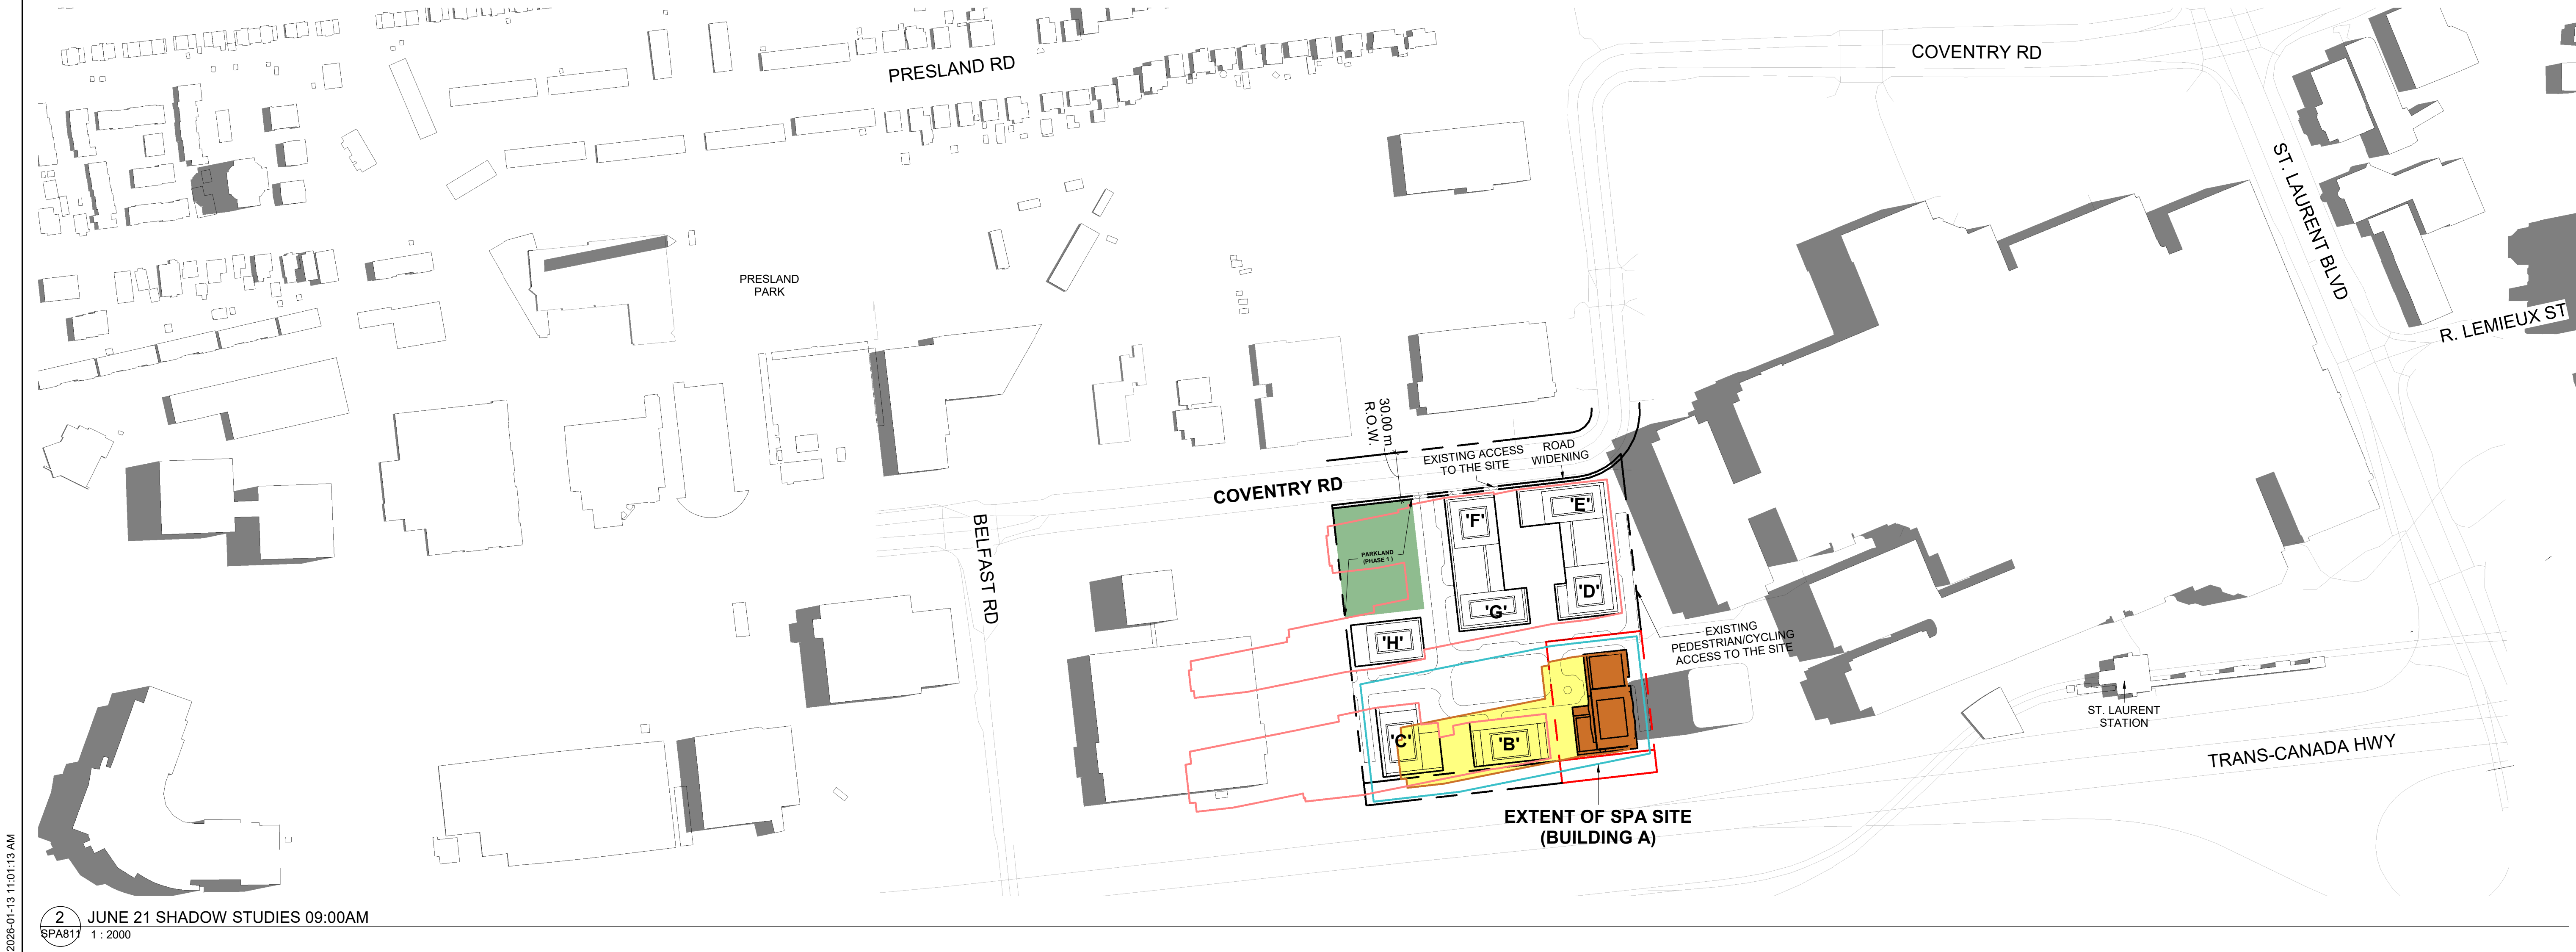 PRESLAND RD
COVENTRY RD
ST. LAURENT BLVD
PRESLAND
PARK
R. LEMIEUX ST
30.000 m
R.O.W.
EXISTING ACCESS
TO THE SITE
ROAD
WIDENING
COVENTRY RD
BELFAST RD
'F'
'E'
PARKLAND
(PHASE 1 )
'D'
'G'
'H'
EXISTING
PEDESTRIAN/CYCLING
ACCESS TO THE SITE
ST. LAURENT
STATION
'C'
'B'
TRANS-CANADA HWY
EXTENT OF SPA SITE
(BUILDING A)
2026-01-13 11:01:13 AM
2
SPA811
JUNE 21 SHADOW STUDIES 09:00AM
1 : 2000